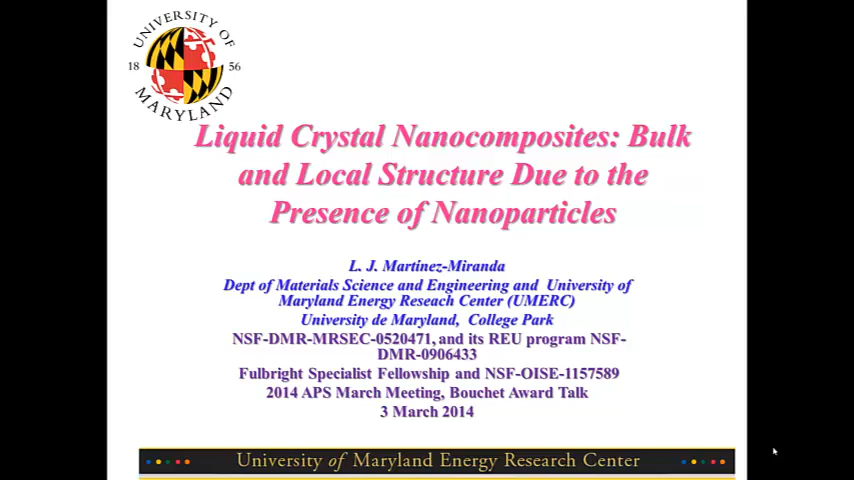 UNIVERSITY OF
18 56
MARYLAND
Liquid Crystal Nanocomposites: Bulk
and Local Structure Due to the
Presence of Nanoparticles
L. J. Martínez-Miranda
Dept of Materials Science and Engineering and University of
Maryland Energy Reseach Center (UMERC)
University de Maryland, College Park
NSF-DMR-MRSEC-0520471, and its REU program NSF-
DMR-0906433
Fulbright Specialist Fellowship and NSF-OISE-1157589
2014 APS March Meeting, Bouchet Award Talk
3 March 2014
University of Maryland Energy Research Center